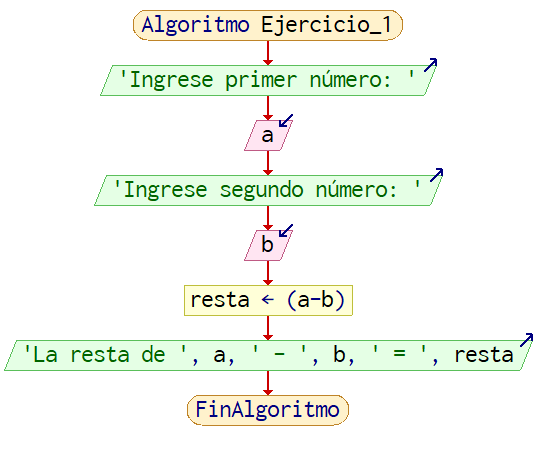 Algoritmo Ejercicio_1
'Ingrese primer número: '
a
'Ingrese segundo número: '
b
resta ← (a-b)
'La resta de ', a, ' - ', b, ' = ', resta
FinAlgoritmo